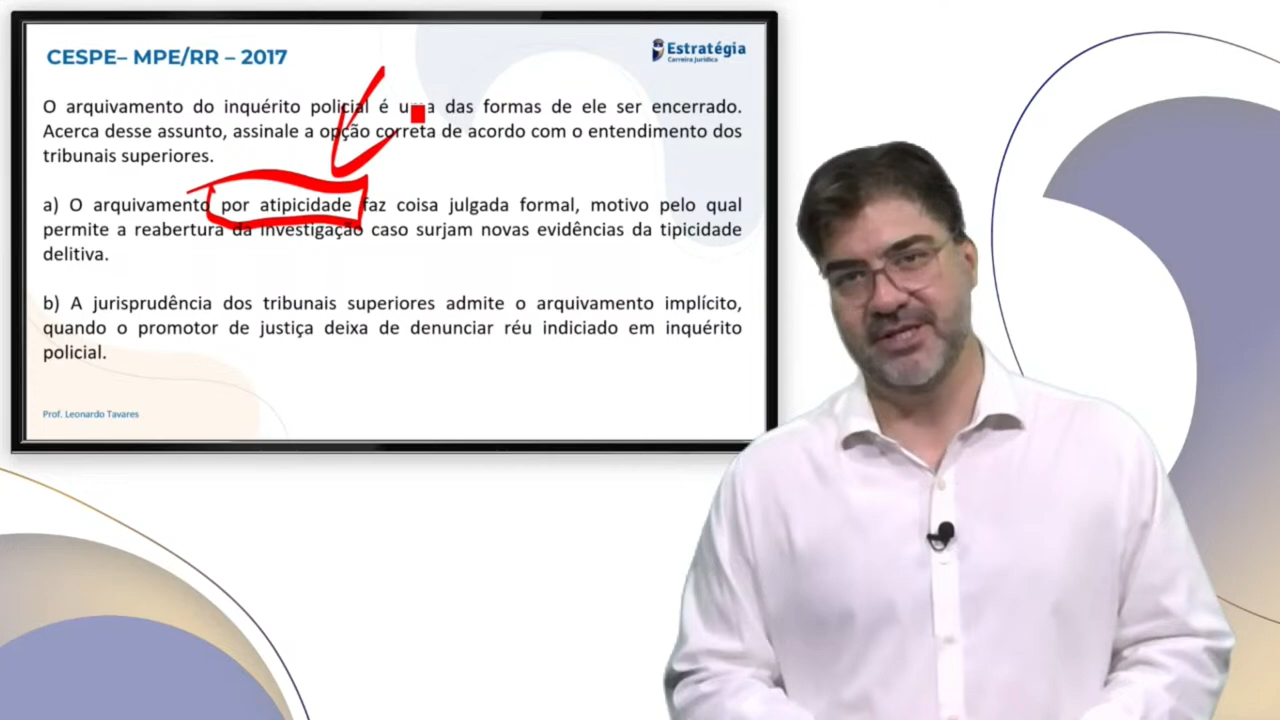 CESPE– MPE/RR – 2017
Estratégia
Carreira Jurídica
O arquivamento do inquérito policial é uma das formas de ele ser encerrado.
Acerca desse assunto, assinale a opção correta de acordo com o entendimento dos
tribunais superiores.
a) O arquivamento por atipicidade faz coisa julgada formal, motivo pelo qual
permite a reabertura da investigação caso surjam novas evidências da tipicidade
delitiva.
b) A jurisprudência dos tribunais superiores admite o arquivamento implícito,
quando o promotor de justiça deixa de denunciar réu indiciado em inquérito
policial.
Prof. Leonardo Tavares